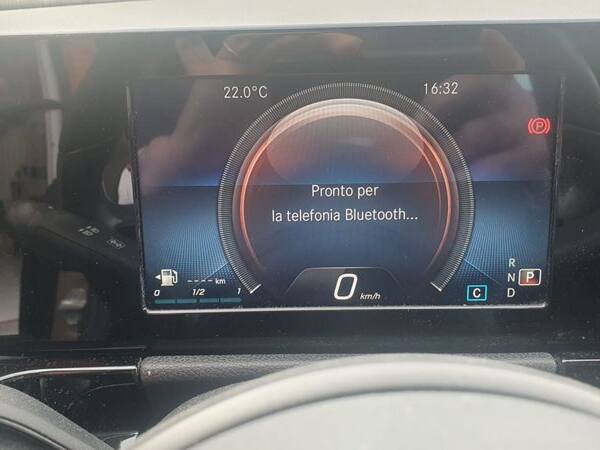 22.0°C
16:32
(P)
Pronto per
la telefonia Bluetooth...
R
N
D
P
C
---- km
0 1/2 1
0 km/h